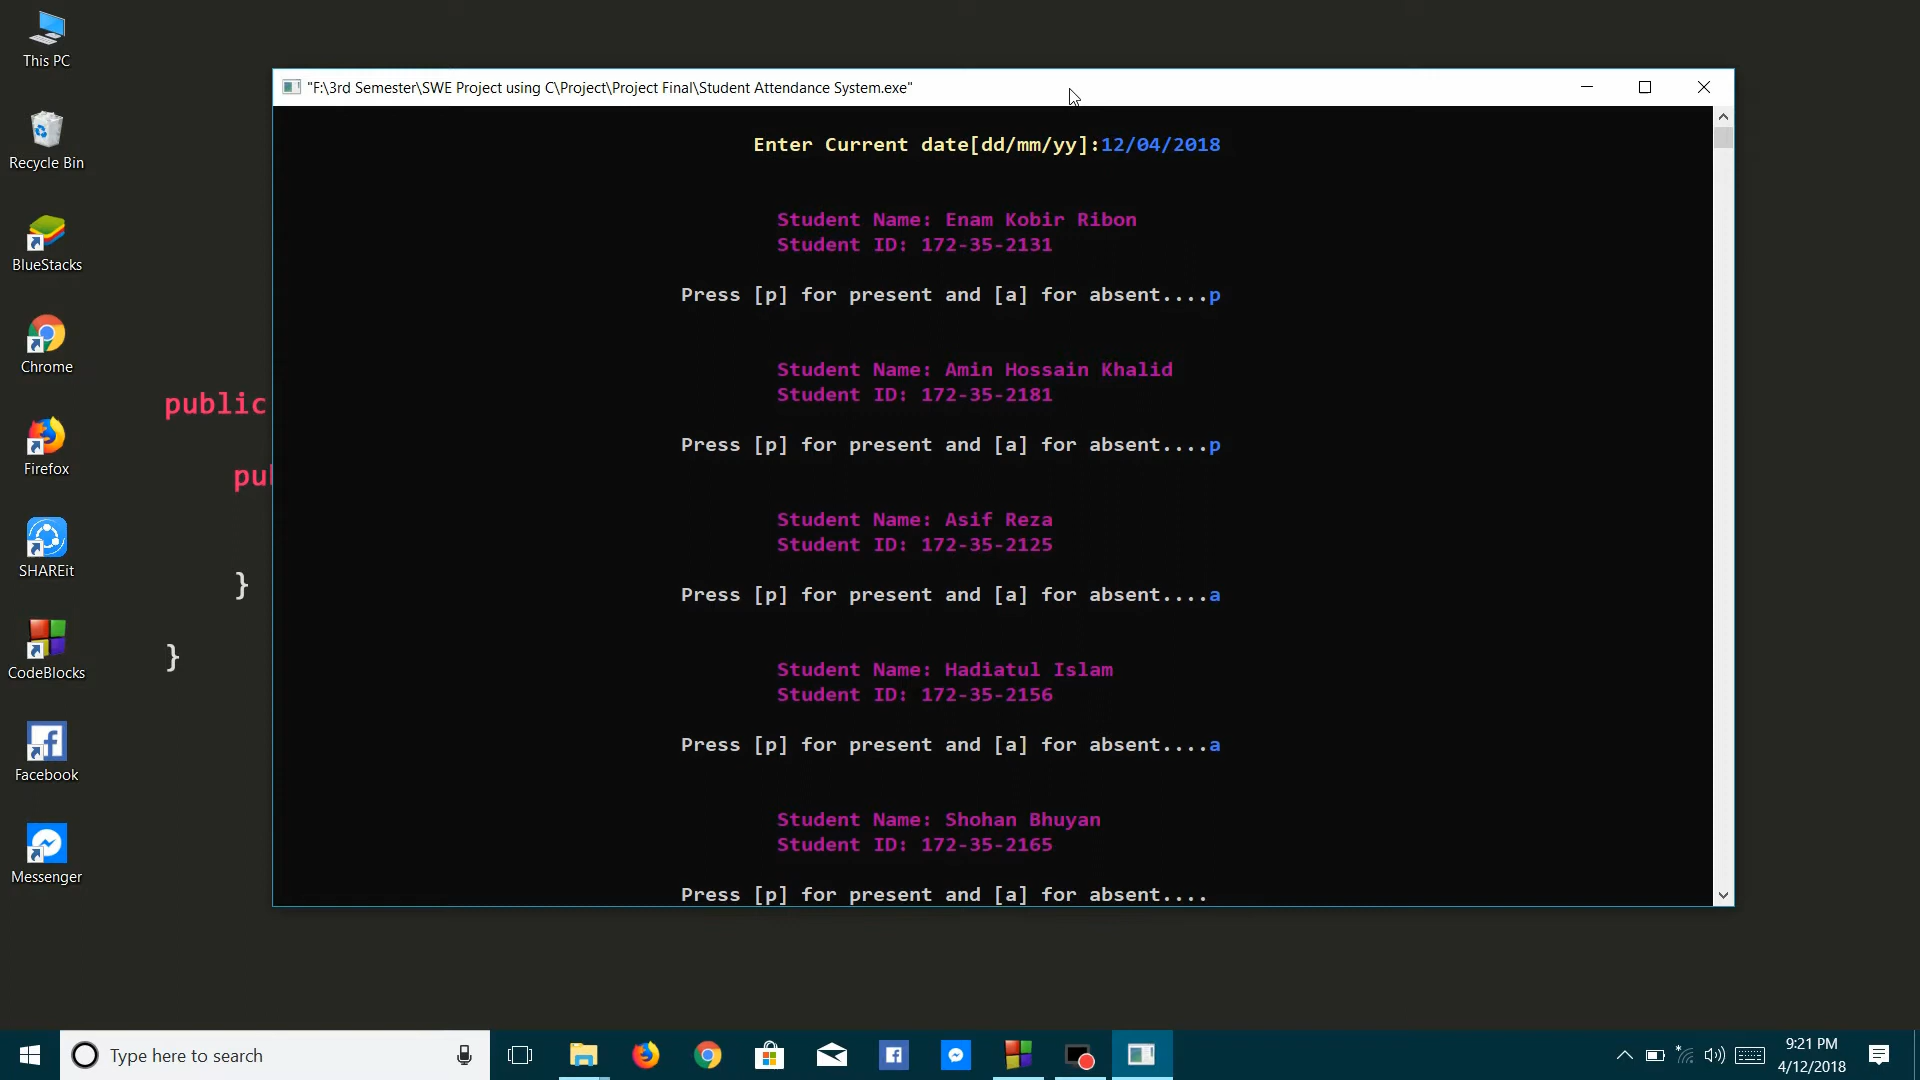 This PC
Recycle Bin
BlueStacks
Chrome
Firefox
SHAREit
CodeBlocks
Facebook
Messenger
public
pub
}
}
"F:\3rd Semester\SWE Project using C\Project\Project Final\Student Attendance System.exe"
Enter Current date[dd/mm/yy]:12/04/2018
Student Name: Enam Kobir Ribon
Student ID: 172-35-2131
Press [p] for present and [a] for absent....p
Student Name: Amin Hossain Khalid
Student ID: 172-35-2181
Press [p] for present and [a] for absent....p
Student Name: Asif Reza
Student ID: 172-35-2125
Press [p] for present and [a] for absent....a
Student Name: Hadiatul Islam
Student ID: 172-35-2156
Press [p] for present and [a] for absent....a
Student Name: Shohan Bhuyan
Student ID: 172-35-2165
Press [p] for present and [a] for absent....
Type here to search
9:21 PM
4/12/2018